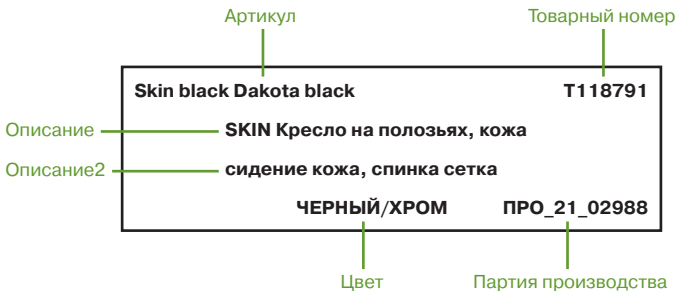 Артикул Товарный номер
Skin black Dakota black T118791
Описание SKIN Кресло на полозьях, кожа
Описание2 сидение кожа, спинка сетка
ЧЕРНЫЙ/ХРОМ ПРО_21_02988
Цвет Партия производства